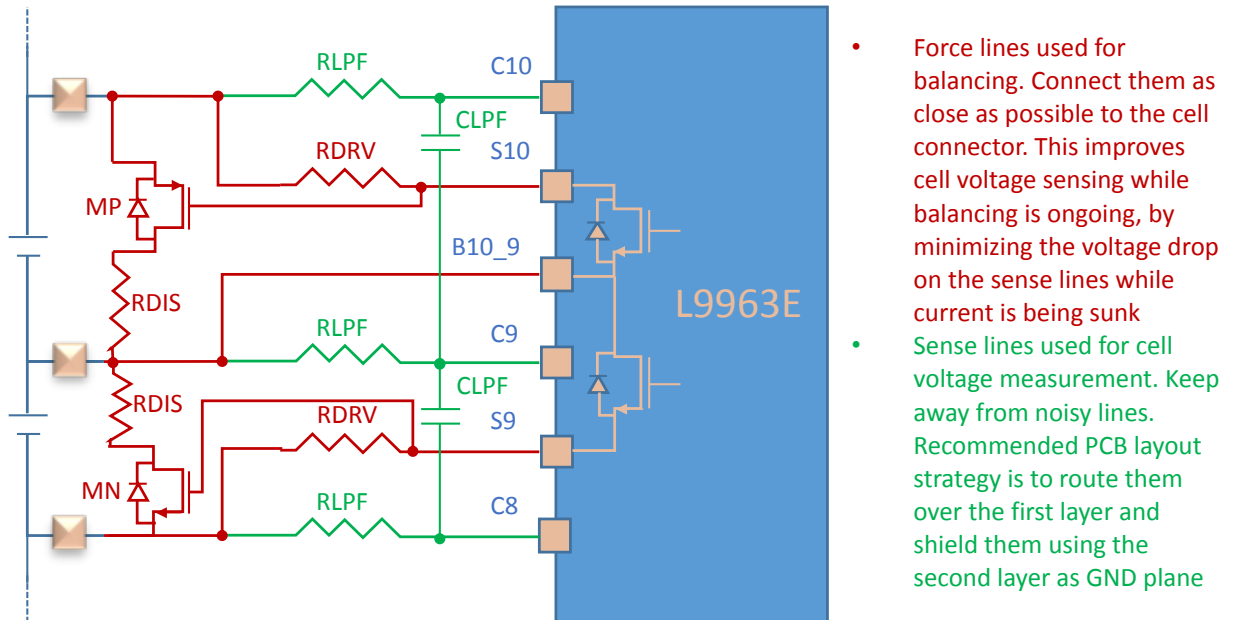 RLPF
C10
CLPF
RDRV
S10
MP
B10_9
RDIS
L9963E
RLPF
C9
CLPF
RDIS
RDRV
S9
MN
RLPF
C8
• Force lines used for
balancing. Connect them as
close as possible to the cell
connector. This improves
cell voltage sensing while
balancing is ongoing, by
minimizing the voltage drop
on the sense lines while
current is being sunk
• Sense lines used for cell
voltage measurement. Keep
away from noisy lines.
Recommended PCB layout
strategy is to route them
over the first layer and
shield them using the
second layer as GND plane